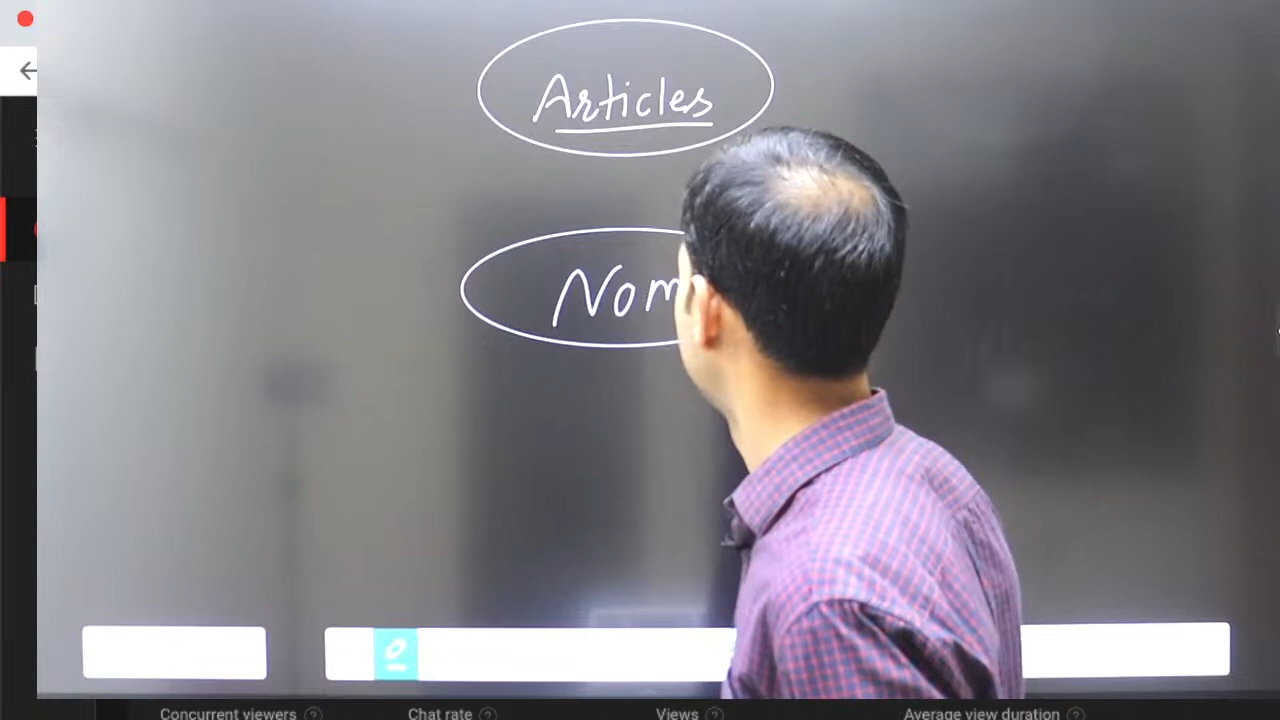 Articles
Nom
Concurrent viewers ?
Chat rate ?
Views ?
Average view duration ?